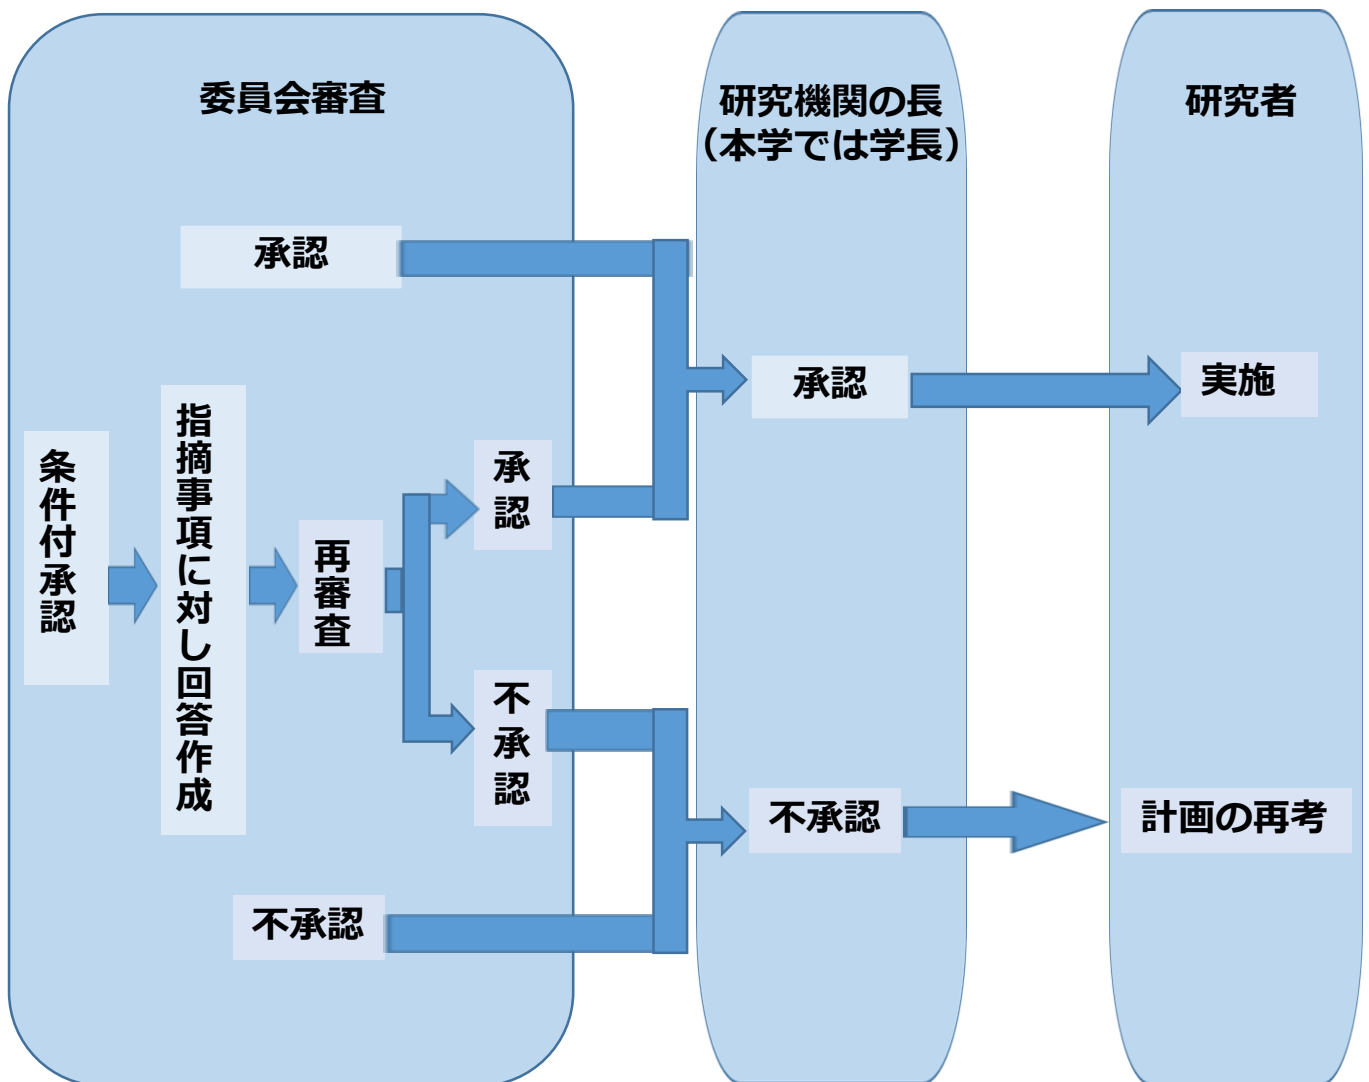 委員会審査
承認
条件付承認
指摘事項に対し回答作成
再審査
承認
不承認
不承認
研究機関の長
（本学では学長）
承認
不承認
研究者
実施
計画の再考